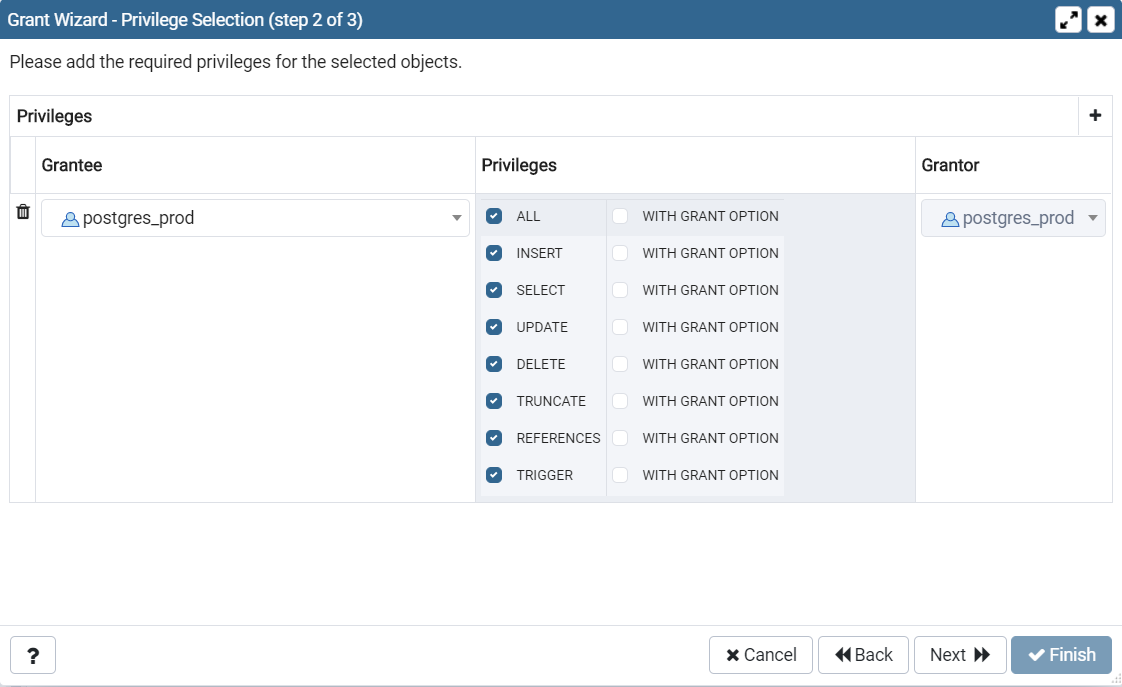 Grant Wizard - Privilege Selection (step 2 of 3)
Please add the required privileges for the selected objects.
Privileges
Grantee Privileges Grantor
postgres_prod ALL WITH GRANT OPTION postgres_prod
INSERT WITH GRANT OPTION
SELECT WITH GRANT OPTION
UPDATE WITH GRANT OPTION
DELETE WITH GRANT OPTION
TRUNCATE WITH GRANT OPTION
REFERENCES WITH GRANT OPTION
TRIGGER WITH GRANT OPTION
? Cancel Back Next Finish